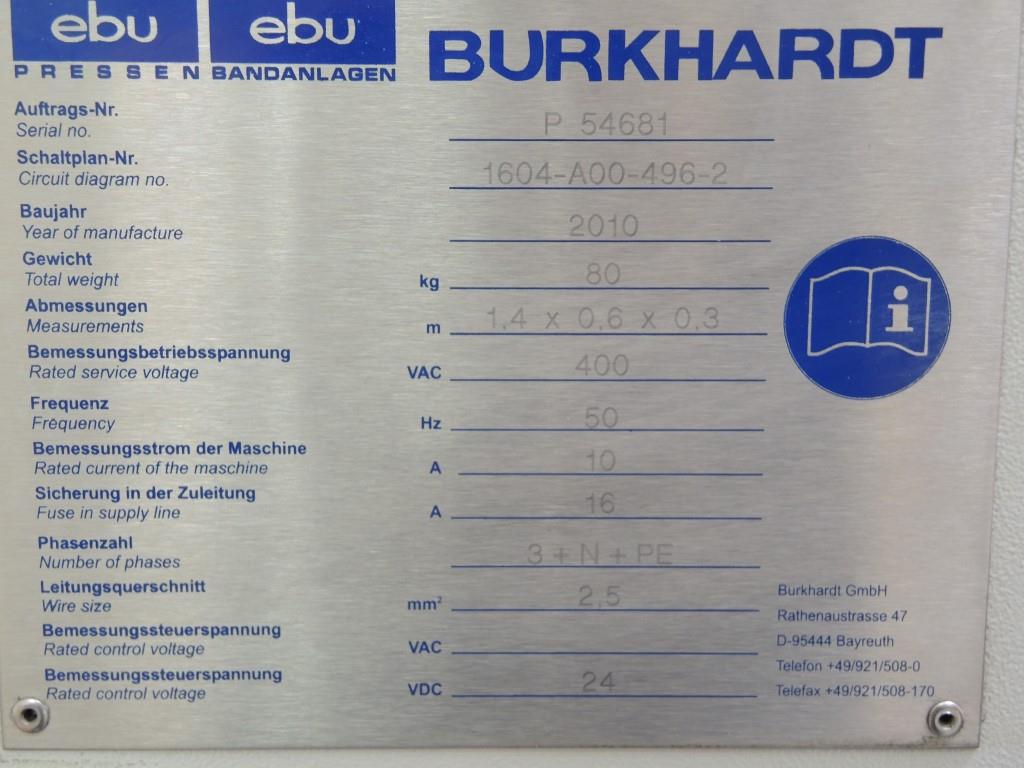 ebu ebu BURKHARDT
PRESSEN BANDANLAGEN
Auftrags-Nr.
Serial no. P 54681
Schaltplan-Nr.
Circuit diagram no. 1604-A00-496-2
Baujahr
Year of manufacture 2010
Gewicht
Total weight kg 80
Abmessungen
Measurements m 1,4 x 0,6 x 0,3
Bemessungsbetriebsspannung
Rated service voltage VAC 400
Frequenz
Frequency Hz 50
Bemessungsstrom der Maschine
Rated current of the maschine A 10
Sicherung in der Zuleitung
Fuse in supply line A 16
Phasenzahl
Number of phases 3 + N + PE
Leitungsquerschnitt
Wire size mm² 2,5
Bemessungssteuerspannung
Rated control voltage VAC
Bemessungssteuerspannung
Rated control voltage VDC 24
i
Burkhardt GmbH
Rathenaustrasse 47
D-95444 Bayreuth
Telefon +49/921/508-0
Telefax +49/921/508-170